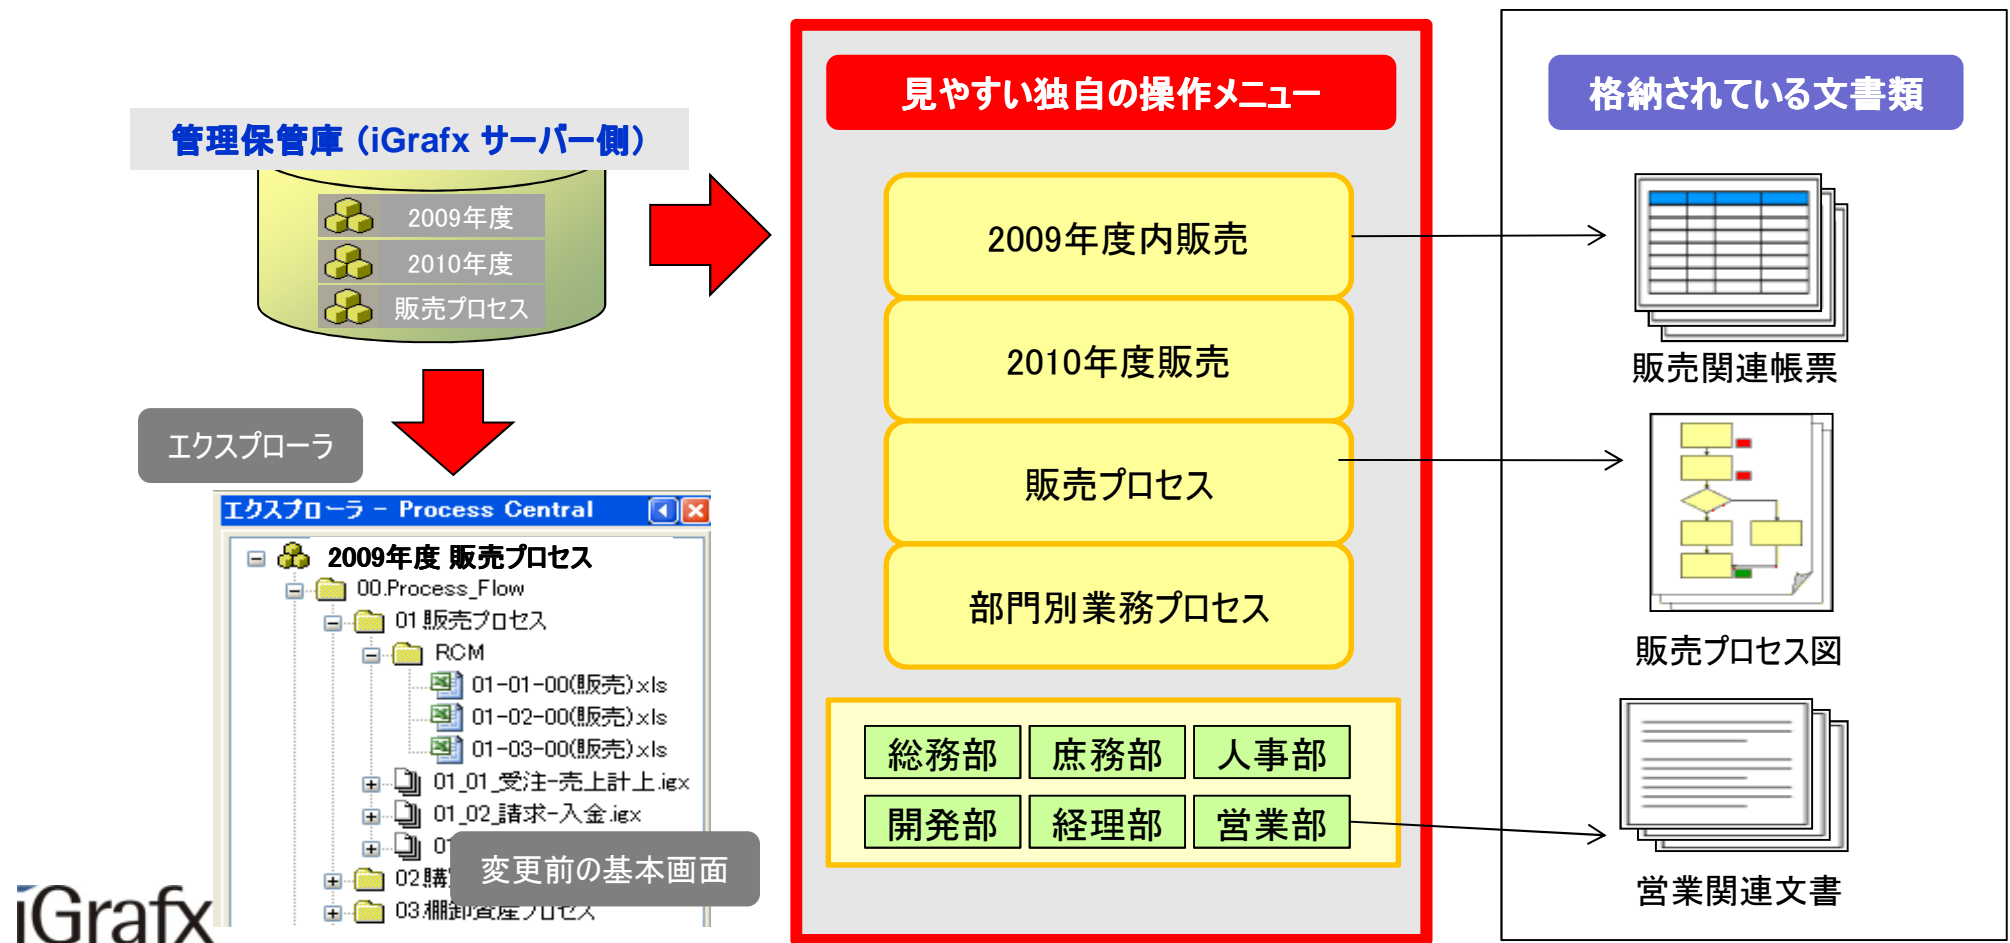 管理保管庫（iGrafx サーバー側）
2009年度
2010年度
販売プロセス
エクスプローラ
エクスプローラ - Process Central
2009年度 販売プロセス
00.Process_Flow
01.販売プロセス
RCM
01-01-00(販売).xls
01-02-00(販売).xls
01-03-00(販売).xls
01_01_受注-売上計上.igx
01_02_請求-入金.igx
変更前の基本画面
03.棚卸資産プロセス
iGrafx
見やすい独自の操作メニュー
2009年度内販売
2010年度販売
販売プロセス
部門別業務プロセス
総務部 庶務部 人事部
開発部 経理部 営業部
格納されている文書類
販売関連帳票
販売プロセス図
営業関連文書